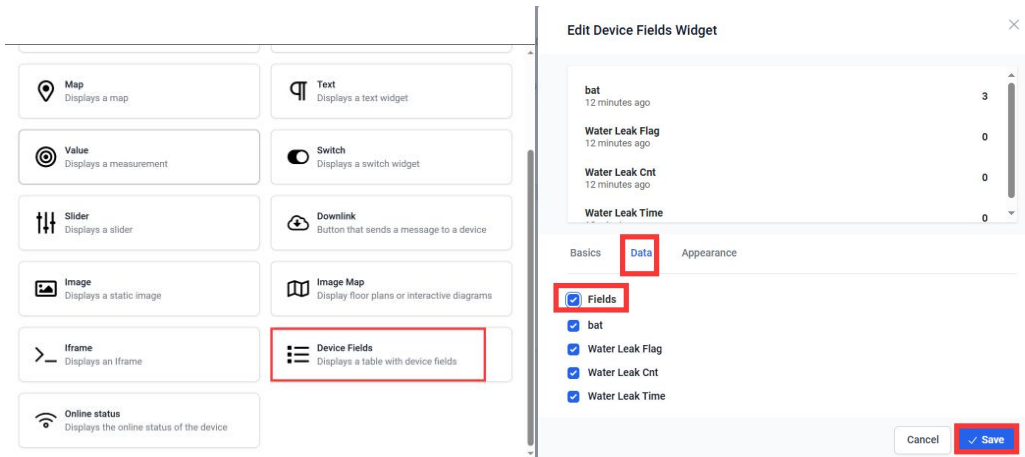 Map
Displays a map
Text
Displays a text widget
Value
Displays a measurement
Switch
Displays a switch widget
Slider
Displays a slider
Downlink
Button that sends a message to a device
Image
Displays a static image
Image Map
Display floor plans or interactive diagrams
Iframe
Displays an Iframe
Device Fields
Displays a table with device fields
Online status
Displays the online status of the device
Edit Device Fields Widget
bat
12 minutes ago
3
Water Leak Flag
12 minutes ago
0
Water Leak Cnt
12 minutes ago
0
Water Leak Time
0
Basics
Data
Appearance
Fields
bat
Water Leak Flag
Water Leak Cnt
Water Leak Time
Cancel
Save